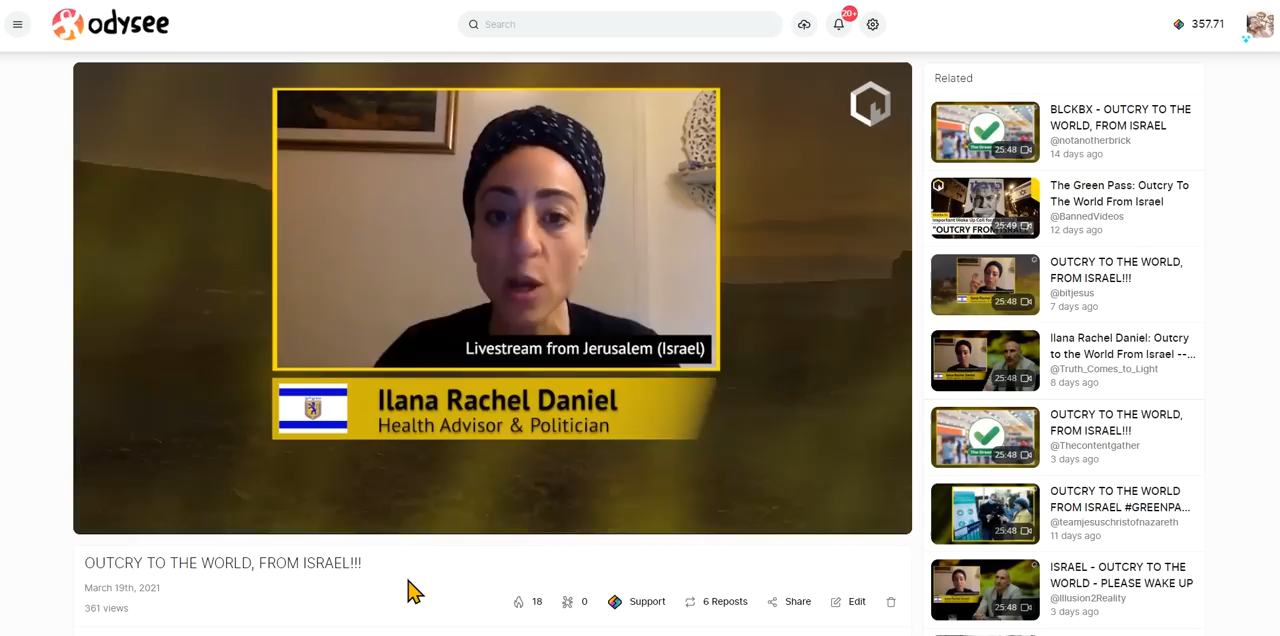 odysee
Search
20+
357.71
Livestream from Jerusalem (Israel)
Ilana Rachel Daniel
Health Advisor & Politician
OUTCRY TO THE WORLD, FROM ISRAEL!!!
March 19th, 2021
361 views
18
0
Support
6 Reposts
Share
Edit
Related
25:48
BLCKBX - OUTCRY TO THE
WORLD, FROM ISRAEL
@notanotherbrick
14 days ago
"OUTCRY FROM
25:49
The Green Pass: Outcry To
The World From Israel
@BannedVideos
12 days ago
25:48
OUTCRY TO THE WORLD,
FROM ISRAEL!!!
@bitjesus
7 days ago
25:48
Ilana Rachel Daniel: Outcry
to the World From Israel --...
@Truth_Comes_to_Light
8 days ago
25:48
OUTCRY TO THE WORLD,
FROM ISRAEL!!!
@Thecontentgather
3 days ago
25:48
OUTCRY TO THE WORLD
FROM ISRAEL #GREENPA...
@teamjesuschristofnazareth
11 days ago
25:48
ISRAEL - OUTCRY TO THE
WORLD - PLEASE WAKE UP
@Illusion2Reality
3 days ago